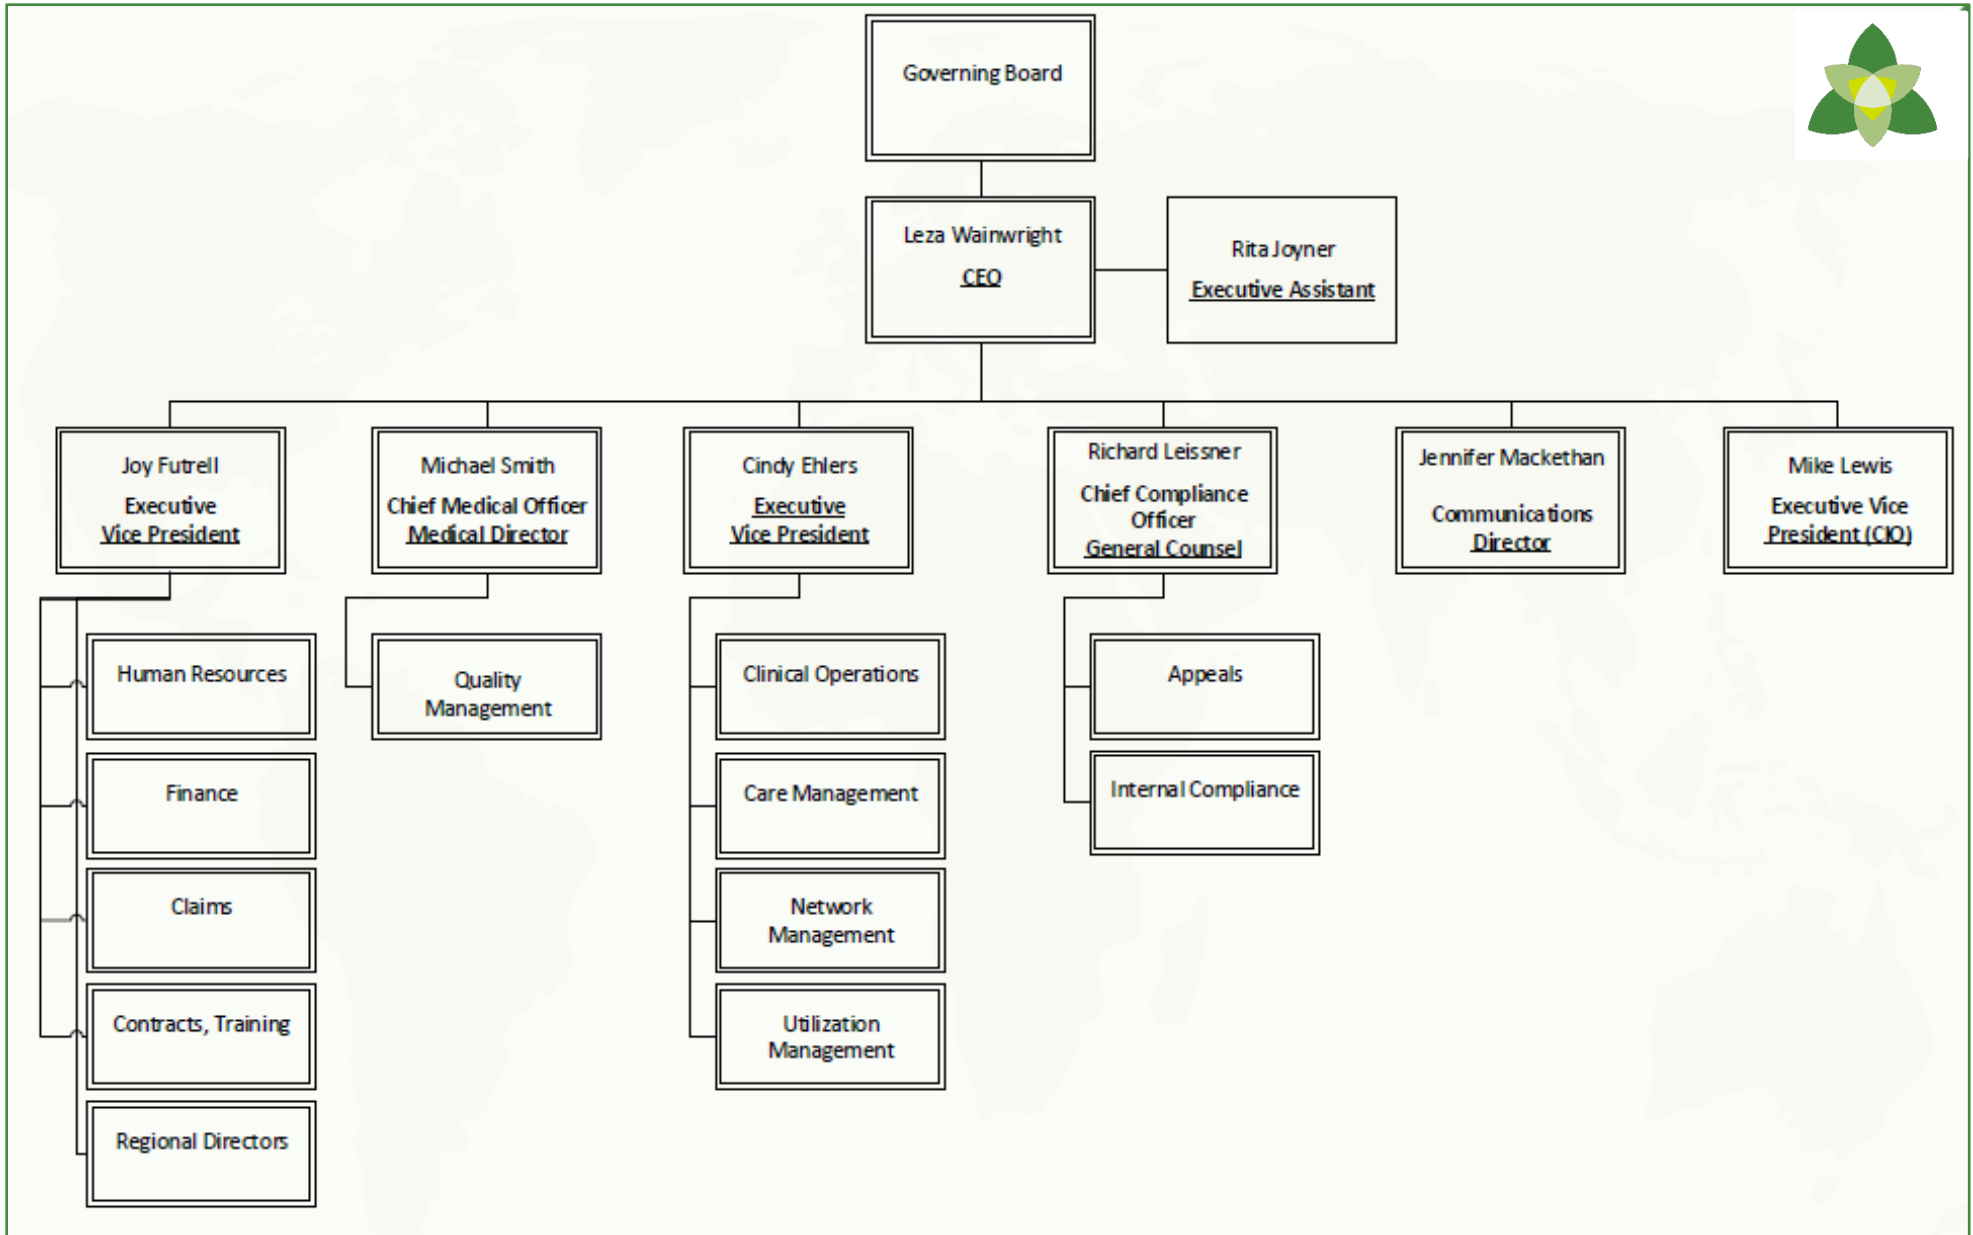 Governing Board
Leza Wainwright
CEO
Rita Joyner
Executive Assistant
Joy Futrell
Executive
Vice President
Michael Smith
Chief Medical Officer
Medical Director
Cindy Ehlers
Executive
Vice President
Richard Leissner
Chief Compliance
Officer
General Counsel
Jennifer Mackethan
Communications
Director
Mike Lewis
Executive Vice
President (CIO)
Human Resources
Finance
Claims
Contracts, Training
Regional Directors
Quality
Management
Clinical Operations
Care Management
Network
Management
Utilization
Management
Appeals
Internal Compliance